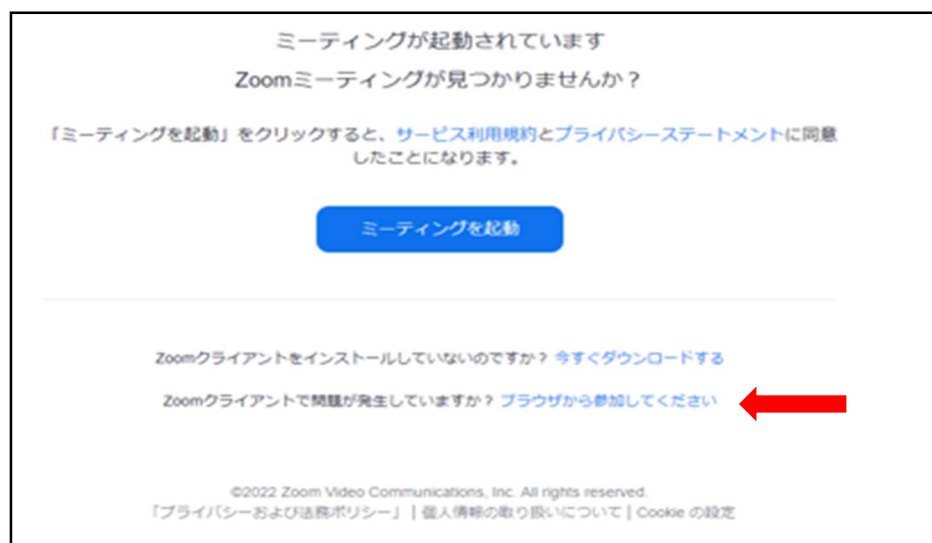 ミーティングが起動されています
Zoomミーティングが見つかりませんか？
「ミーティングを起動」をクリックすると、サービス利用規約とプライバシーステートメントに同意
したことになります。
ミーティングを起動
Zoomクライアントをインストールしていないのですか？ 今すぐダウンロードする
Zoomクライアントで問題が発生していますか？ ブラウザから参加してください
©2022 Zoom Video Communications, Inc. All rights reserved.
「プライバシーおよび法務ポリシー」 | 個人情報の取り扱いについて | Cookie の設定